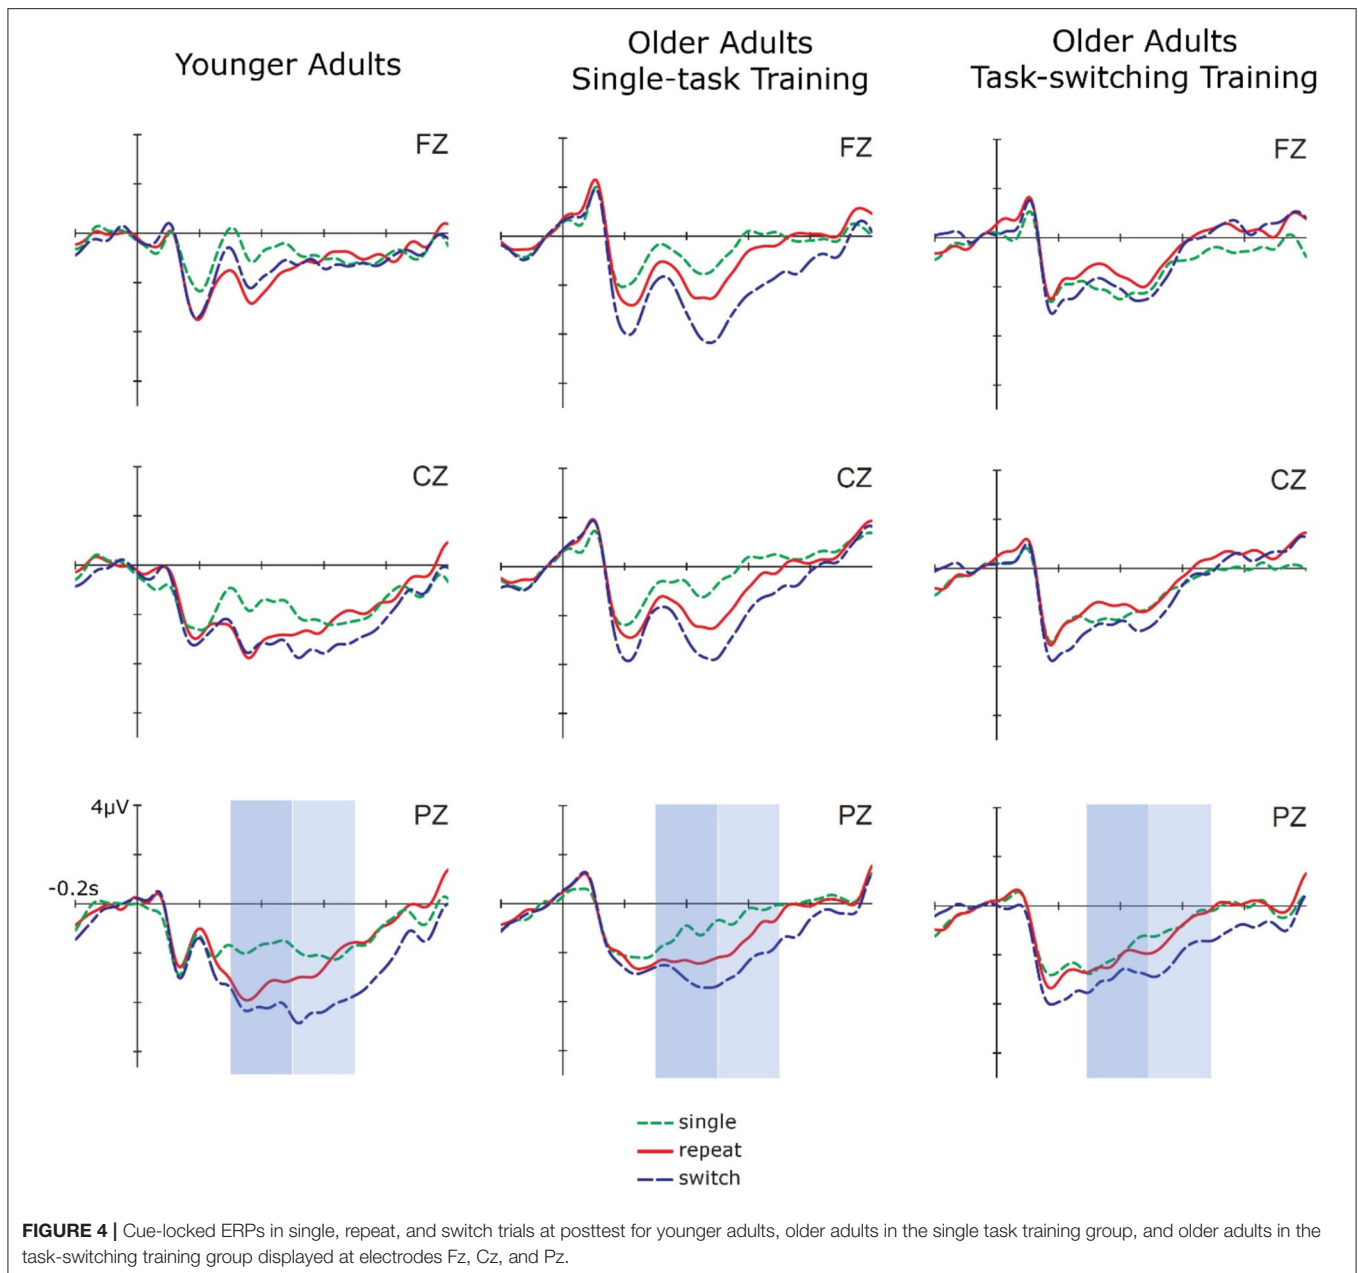 Younger Adults
Older Adults
Single-task Training
Older Adults
Task-switching Training
FZ
FZ
FZ
CZ
CZ
CZ
4µV
-0.2s
PZ
PZ
PZ
single
repeat
switch
FIGURE 4 | Cue-locked ERPs in single, repeat, and switch trials at posttest for younger adults, older adults in the single task training group, and older adults in the
task-switching training group displayed at electrodes Fz, Cz, and Pz.